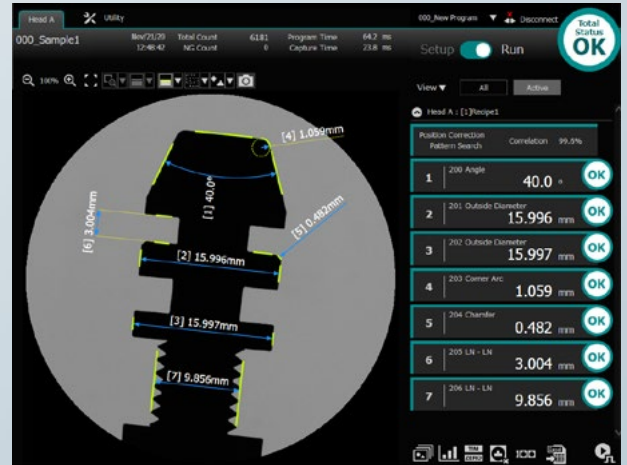 Head A
Utility
000_New Program ▼
Disconnect
Total
Status
OK
000_Sample1
Nov/21/20
12:48:42
Total Count 6181
NG Count 0
Program Time 64.2 ms
Capture Time 23.8 ms
Setup
Run
100%
View ▼
All
Active
Head A : [1]Recipe1
Position Correction
Pattern Search
Correlation 99.6%
1 200 Angle
40.0 °
OK
2 201 Outside Diameter
15.996 mm
OK
3 202 Outside Diameter
15.997 mm
OK
4 203 Corner Arc
1.059 mm
OK
5 204 Chamfer
0.482 mm
OK
6 205 LN - LN
3.004 mm
OK
7 206 LN - LN
9.856 mm
OK
[4] 1.059mm
[1] 40.0°
[5] 0.482mm
[6] 3.004mm
[2] 15.996mm
[3] 15.997mm
[7] 9.856mm